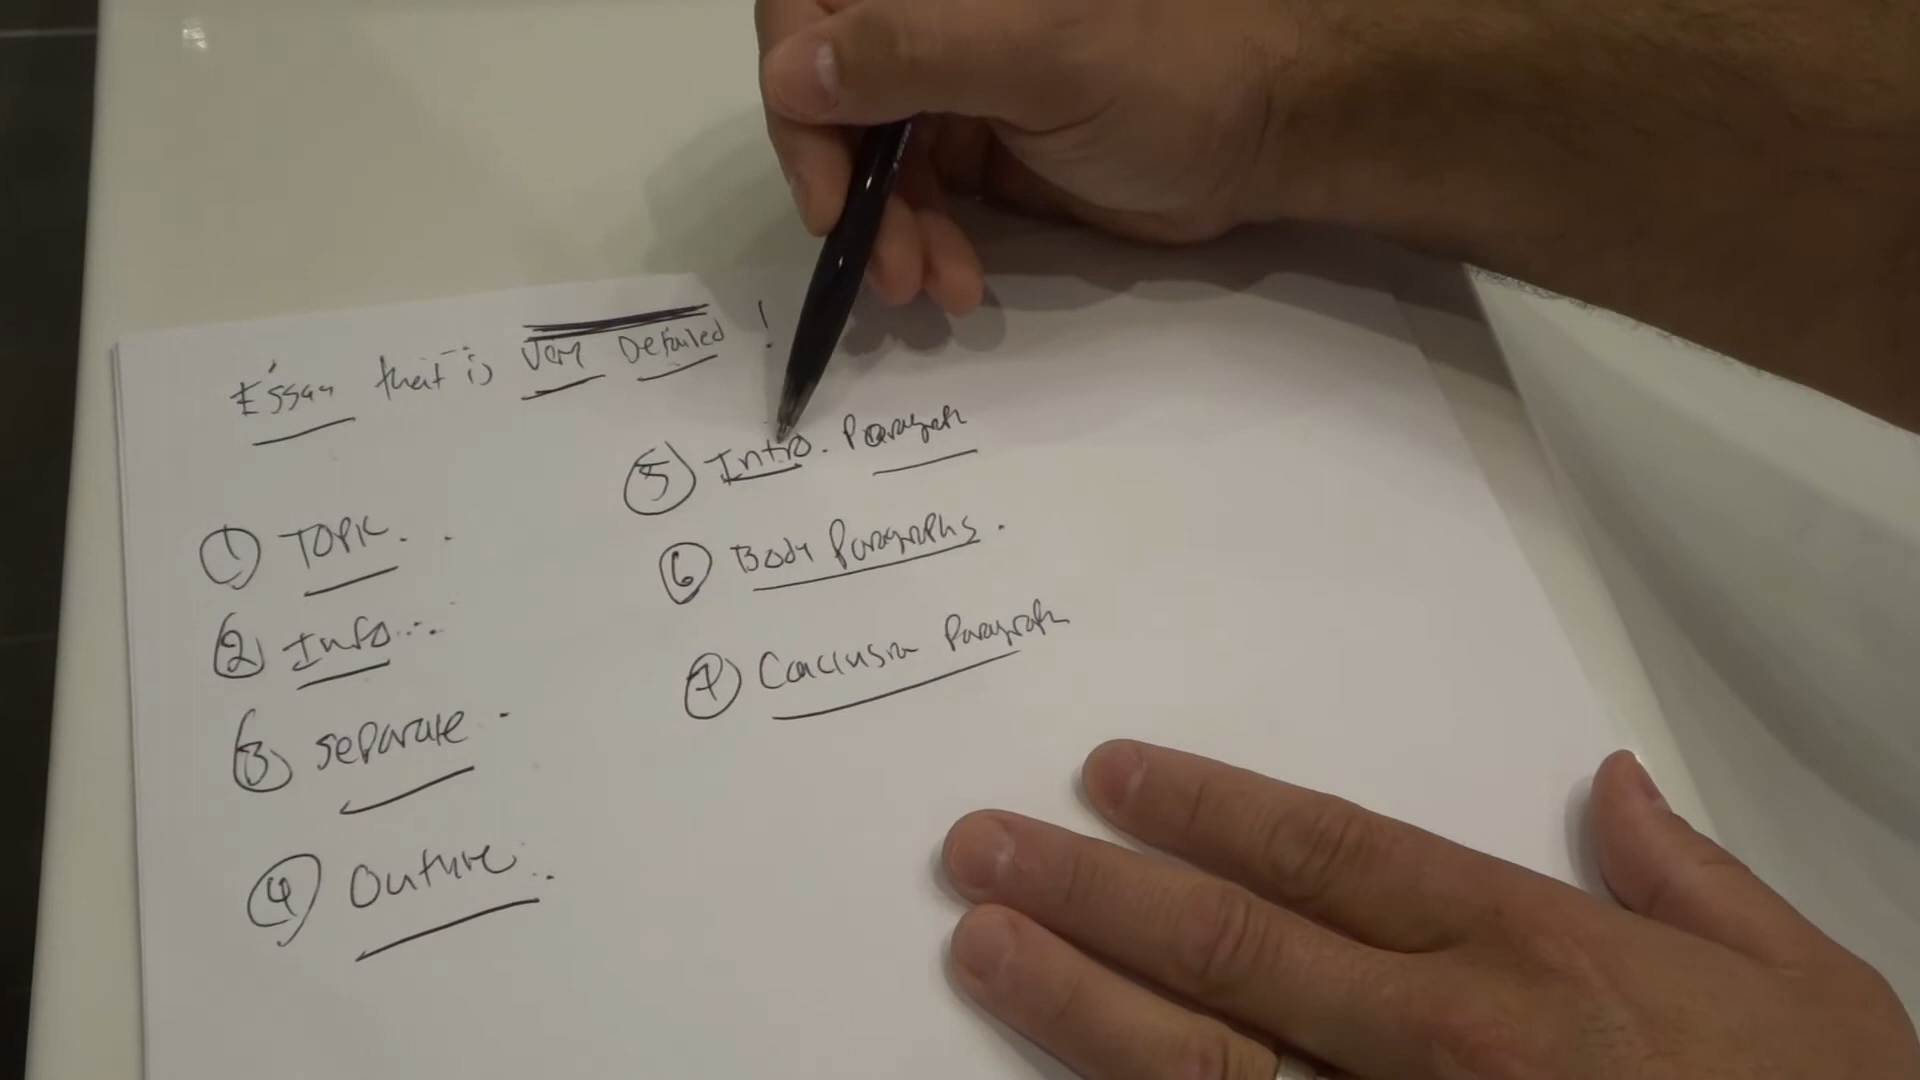 Essay that is Very Detailed !
① Topic. .
② Info...
③ separate..
④ Outline..
⑤ Intro. Paragraph
⑥ Body Paragraphs.
⑦ Conclusion Paragraph